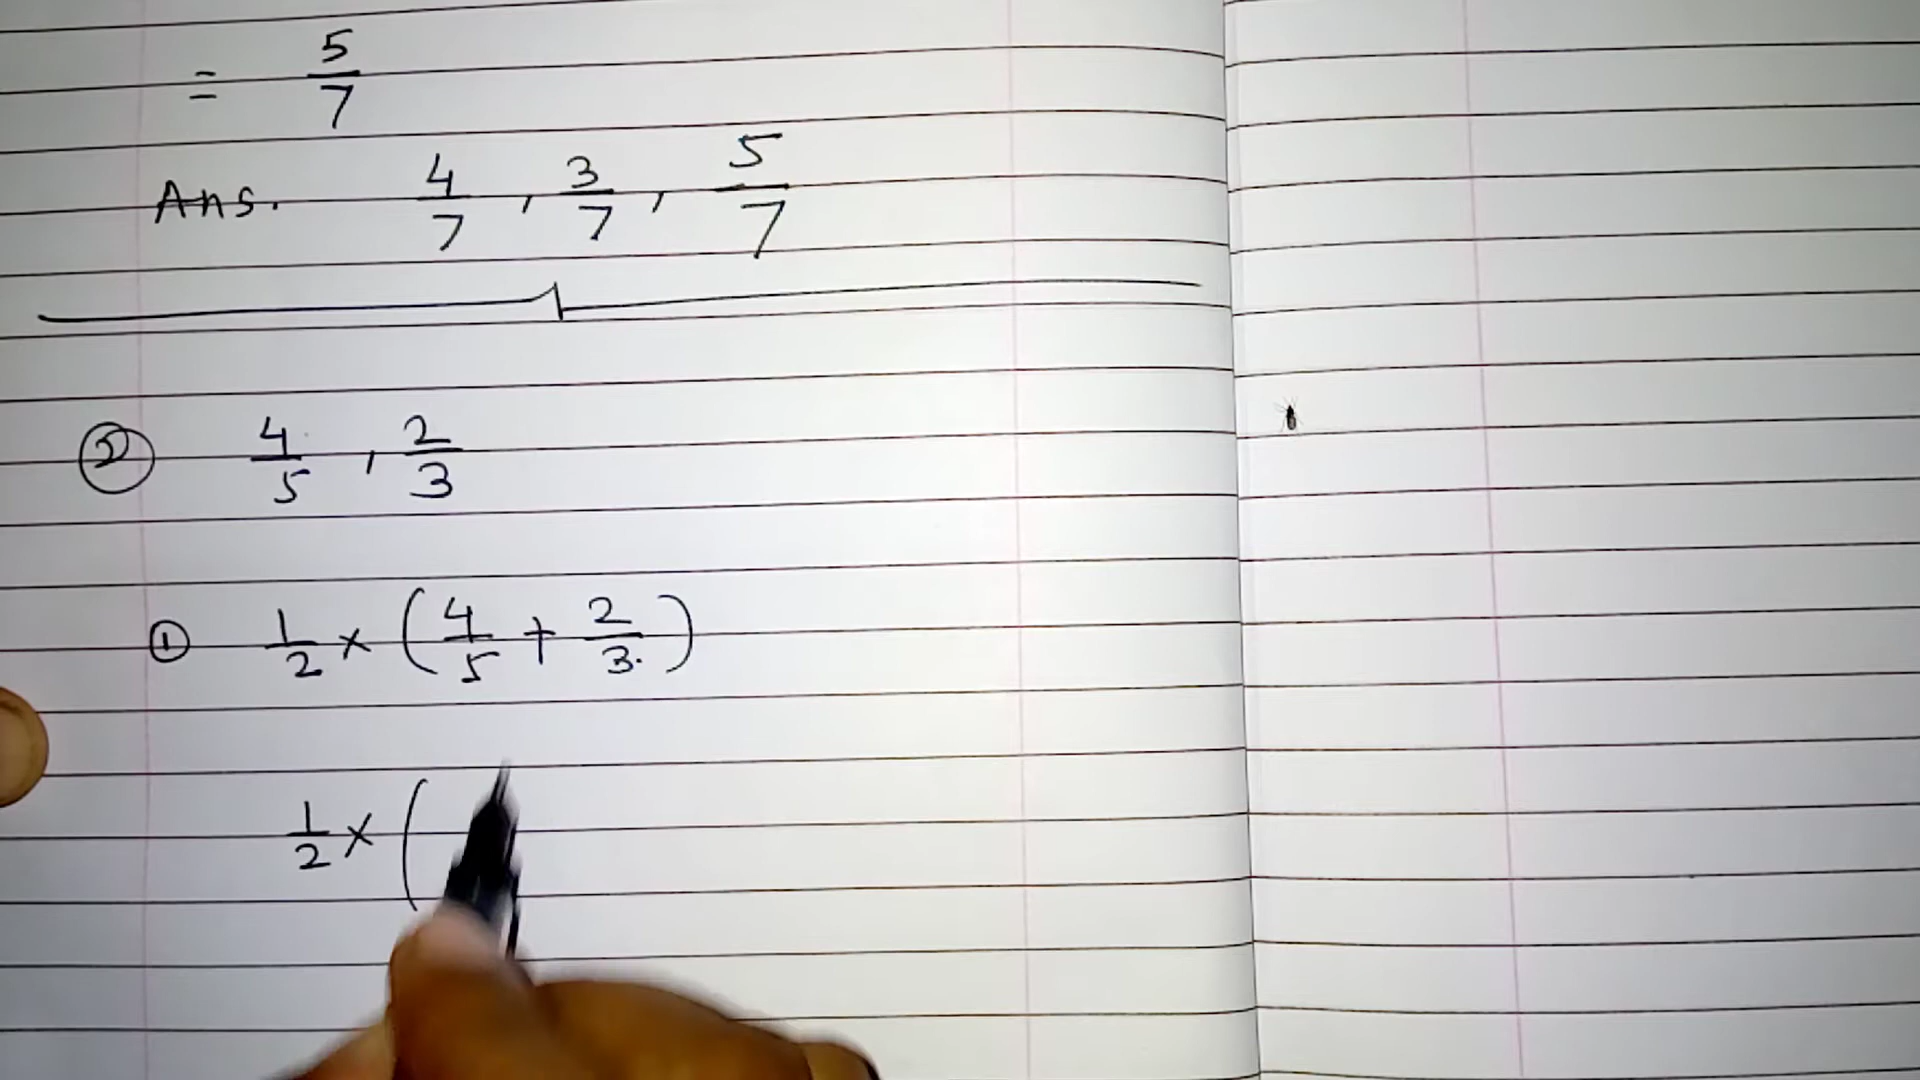 = 5/7
Ans. 4/7 , 3/7 , 5/7
② 4/5 , 2/3
① 1/2 × ( 4/5 + 2/3 )
1/2 × (